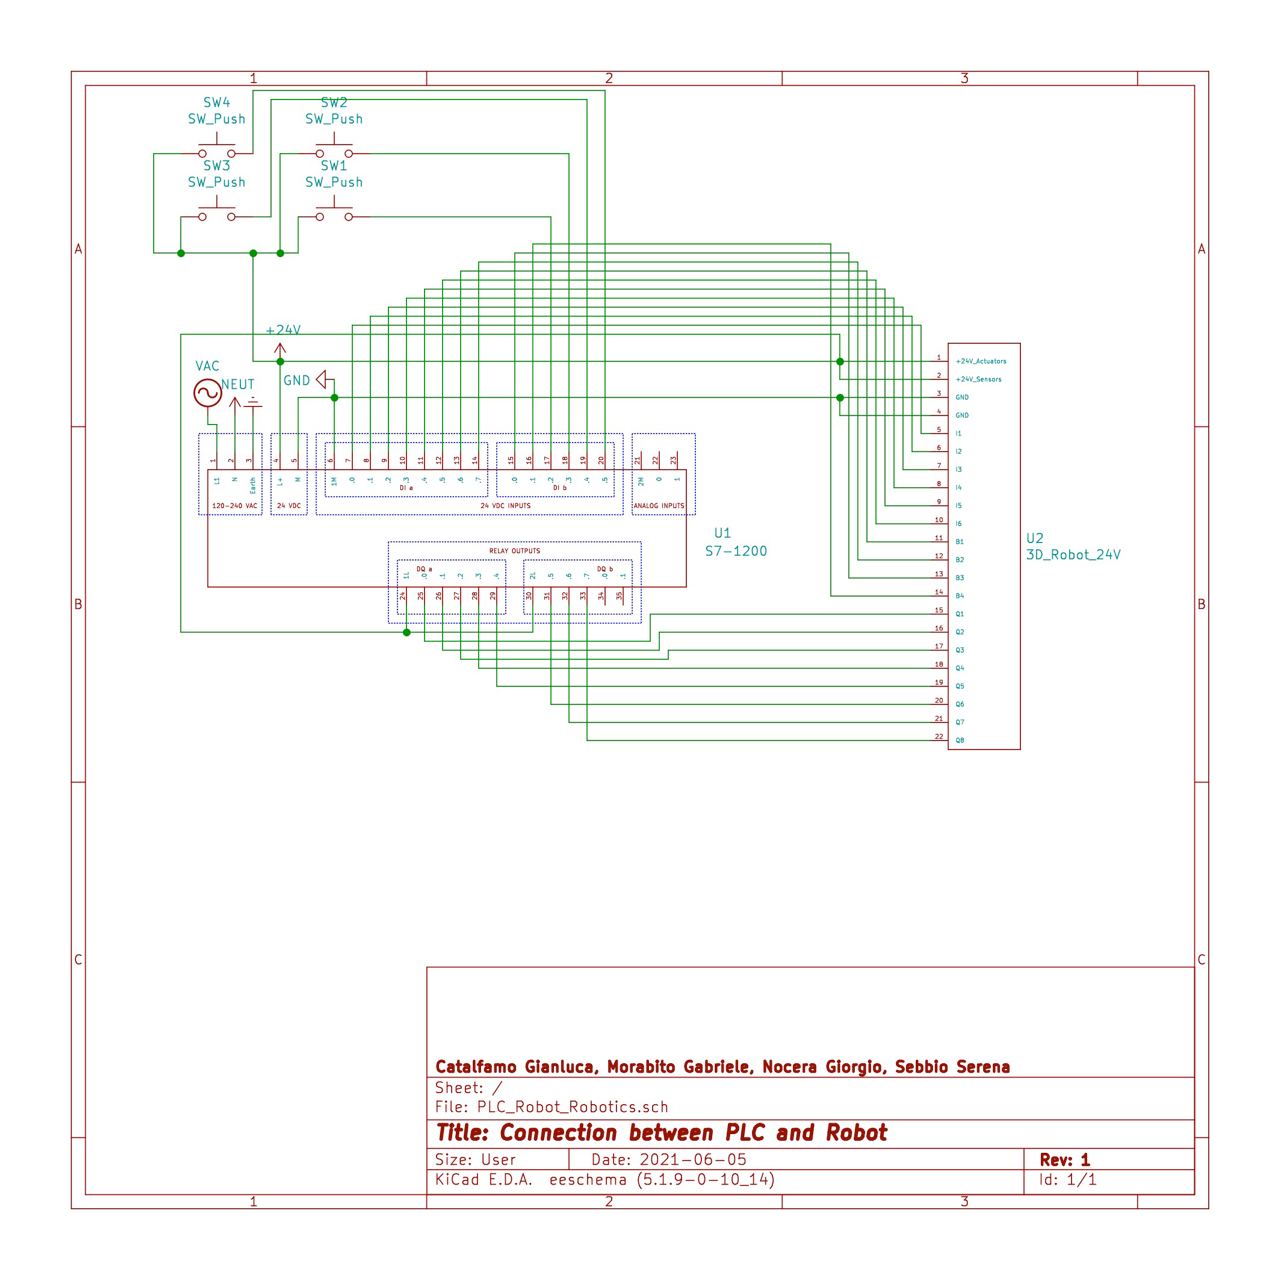 1 2 3
SW4 SW2
SW_Push SW_Push
SW3 SW1
SW_Push SW_Push
A A
+24V
VAC
NEUT GND
1 +24V_Actuators
2 +24V_Sensors
3 GND
4 GND
5 I1
6 I2
7 I3
8 I4
9 I5
10 I6
11 B1
12 B2
13 B3
14 B4
15 Q1
16 Q2
17 Q3
18 Q4
19 Q5
20 Q6
21 Q7
22 Q8
U2
3D_Robot_24V
1 2 3 4 5 6 7 8 9 10 11 12 13 14 15 16 17 18 19 20 21 22 23
L1 N Earth L+ M 1M .0 .1 .2 .3 .4 .5 .6 .7 .0 .1 .2 .3 .4 .5 2M 0 1
DI a DI b
120-240 VAC 24 VDC 24 VDC INPUTS ANALOG INPUTS
U1
S7-1200
RELAY OUTPUTS
DQ a DQ b
1L .0 .1 .2 .3 .4 2L .5 .6 .7 .0 .1
24 25 26 27 28 29 30 31 32 33 34 35
B B
C C
Catalfamo Gianluca, Morabito Gabriele, Nocera Giorgio, Sebbio Serena
Sheet: /
File: PLC_Robot_Robotics.sch
Title: Connection between PLC and Robot
Size: User Date: 2021-06-05 Rev: 1
KiCad E.D.A. eeschema (5.1.9-0-10_14) Id: 1/1
1 2 3